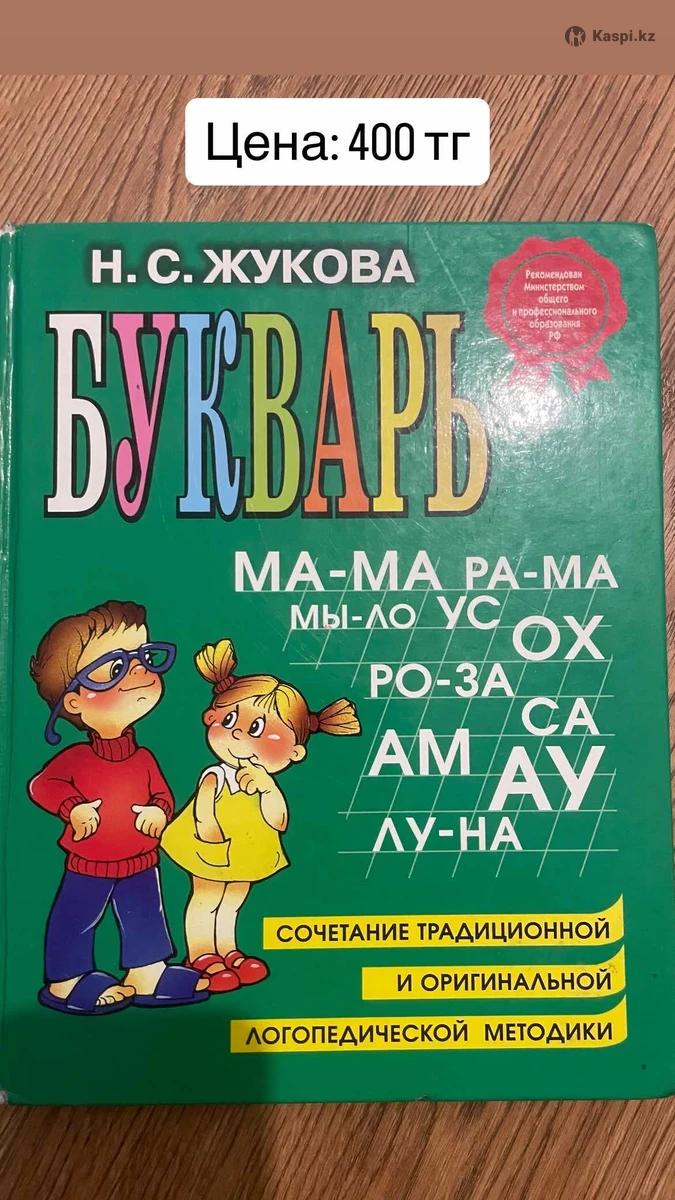 Kaspi.kz
Цена: 400 тг
Н. С. ЖУКОВА
Рекомендован
Министерством
общего
и профессионального
образования
РФ
БУКВАРЬ
МА-МА РА-МА
МЫ-ЛО УС
ОХ
РО-ЗА
СА
АМ АУ
ЛУ-НА
СОЧЕТАНИЕ ТРАДИЦИОННОЙ
И ОРИГИНАЛЬНОЙ
ЛОГОПЕДИЧЕСКОЙ МЕТОДИКИ